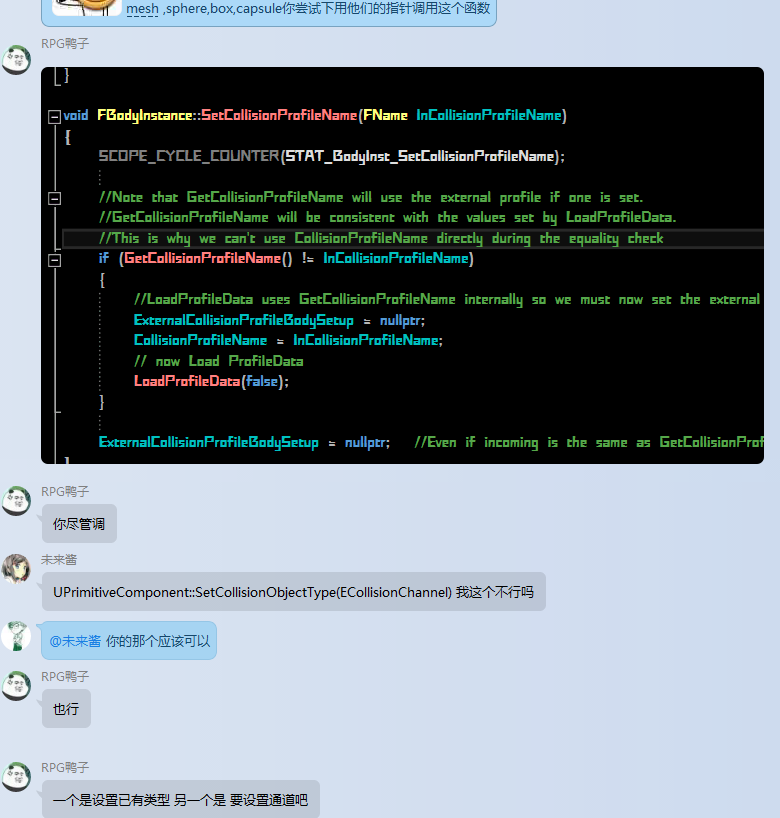 mesh ,sphere,box,capsule你尝试下用他们的指针调用这个函数
RPG鸭子
}
void FBodyInstance::SetCollisionProfileName(FName InCollisionProfileName)
{
SCOPE_CYCLE_COUNTER(STAT_BodyInst_SetCollisionProfileName);
//Note that GetCollisionProfileName will use the external profile if one is set.
//GetCollisionProfileName will be consistent with the values set by LoadProfileData.
//This is why we can't use CollisionProfileName directly during the equality check
if (GetCollisionProfileName() != InCollisionProfileName)
{
//LoadProfileData uses GetCollisionProfileName internally so we must now set the external
ExternalCollisionProfileBodySetup = nullptr;
CollisionProfileName = InCollisionProfileName;
// now Load ProfileData
LoadProfileData(false);
}
ExternalCollisionProfileBodySetup = nullptr; //Even if incoming is the same as GetCollisionProf
RPG鸭子
你尽管调
未来酱
UPrimitiveComponent::SetCollisionObjectType(ECollisionChannel) 我这个不行吗
@未来酱 你的那个应该可以
RPG鸭子
也行
RPG鸭子
一个是设置已有类型 另一个是 要设置通道吧